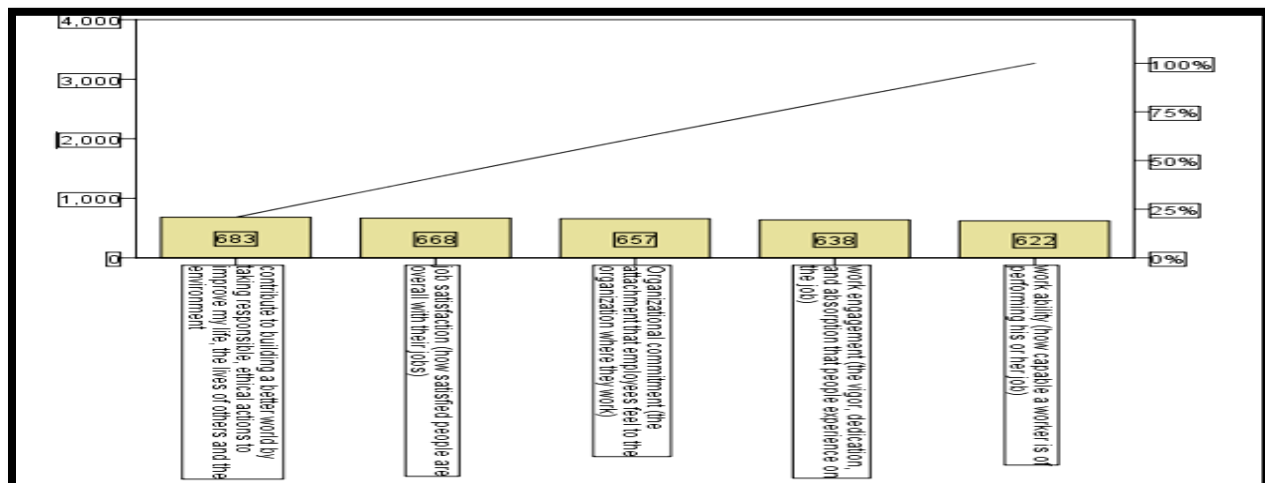 4,000
3,000
2,000
1,000
0
100%
75%
50%
25%
0%
683
668
657
638
622
contribute to building a better world by
taking responsible, ethical actions to
improve my life, the lives of others and the
environment
job satisfaction (how satisfied people are
overall with their jobs)
Organizational commitment (the
attachment that employees feel to the
organization where they work)
work engagement (the vigor, dedication,
and absorption that people experience on
the job)
work ability (how capable a worker is of
performing his or her job)